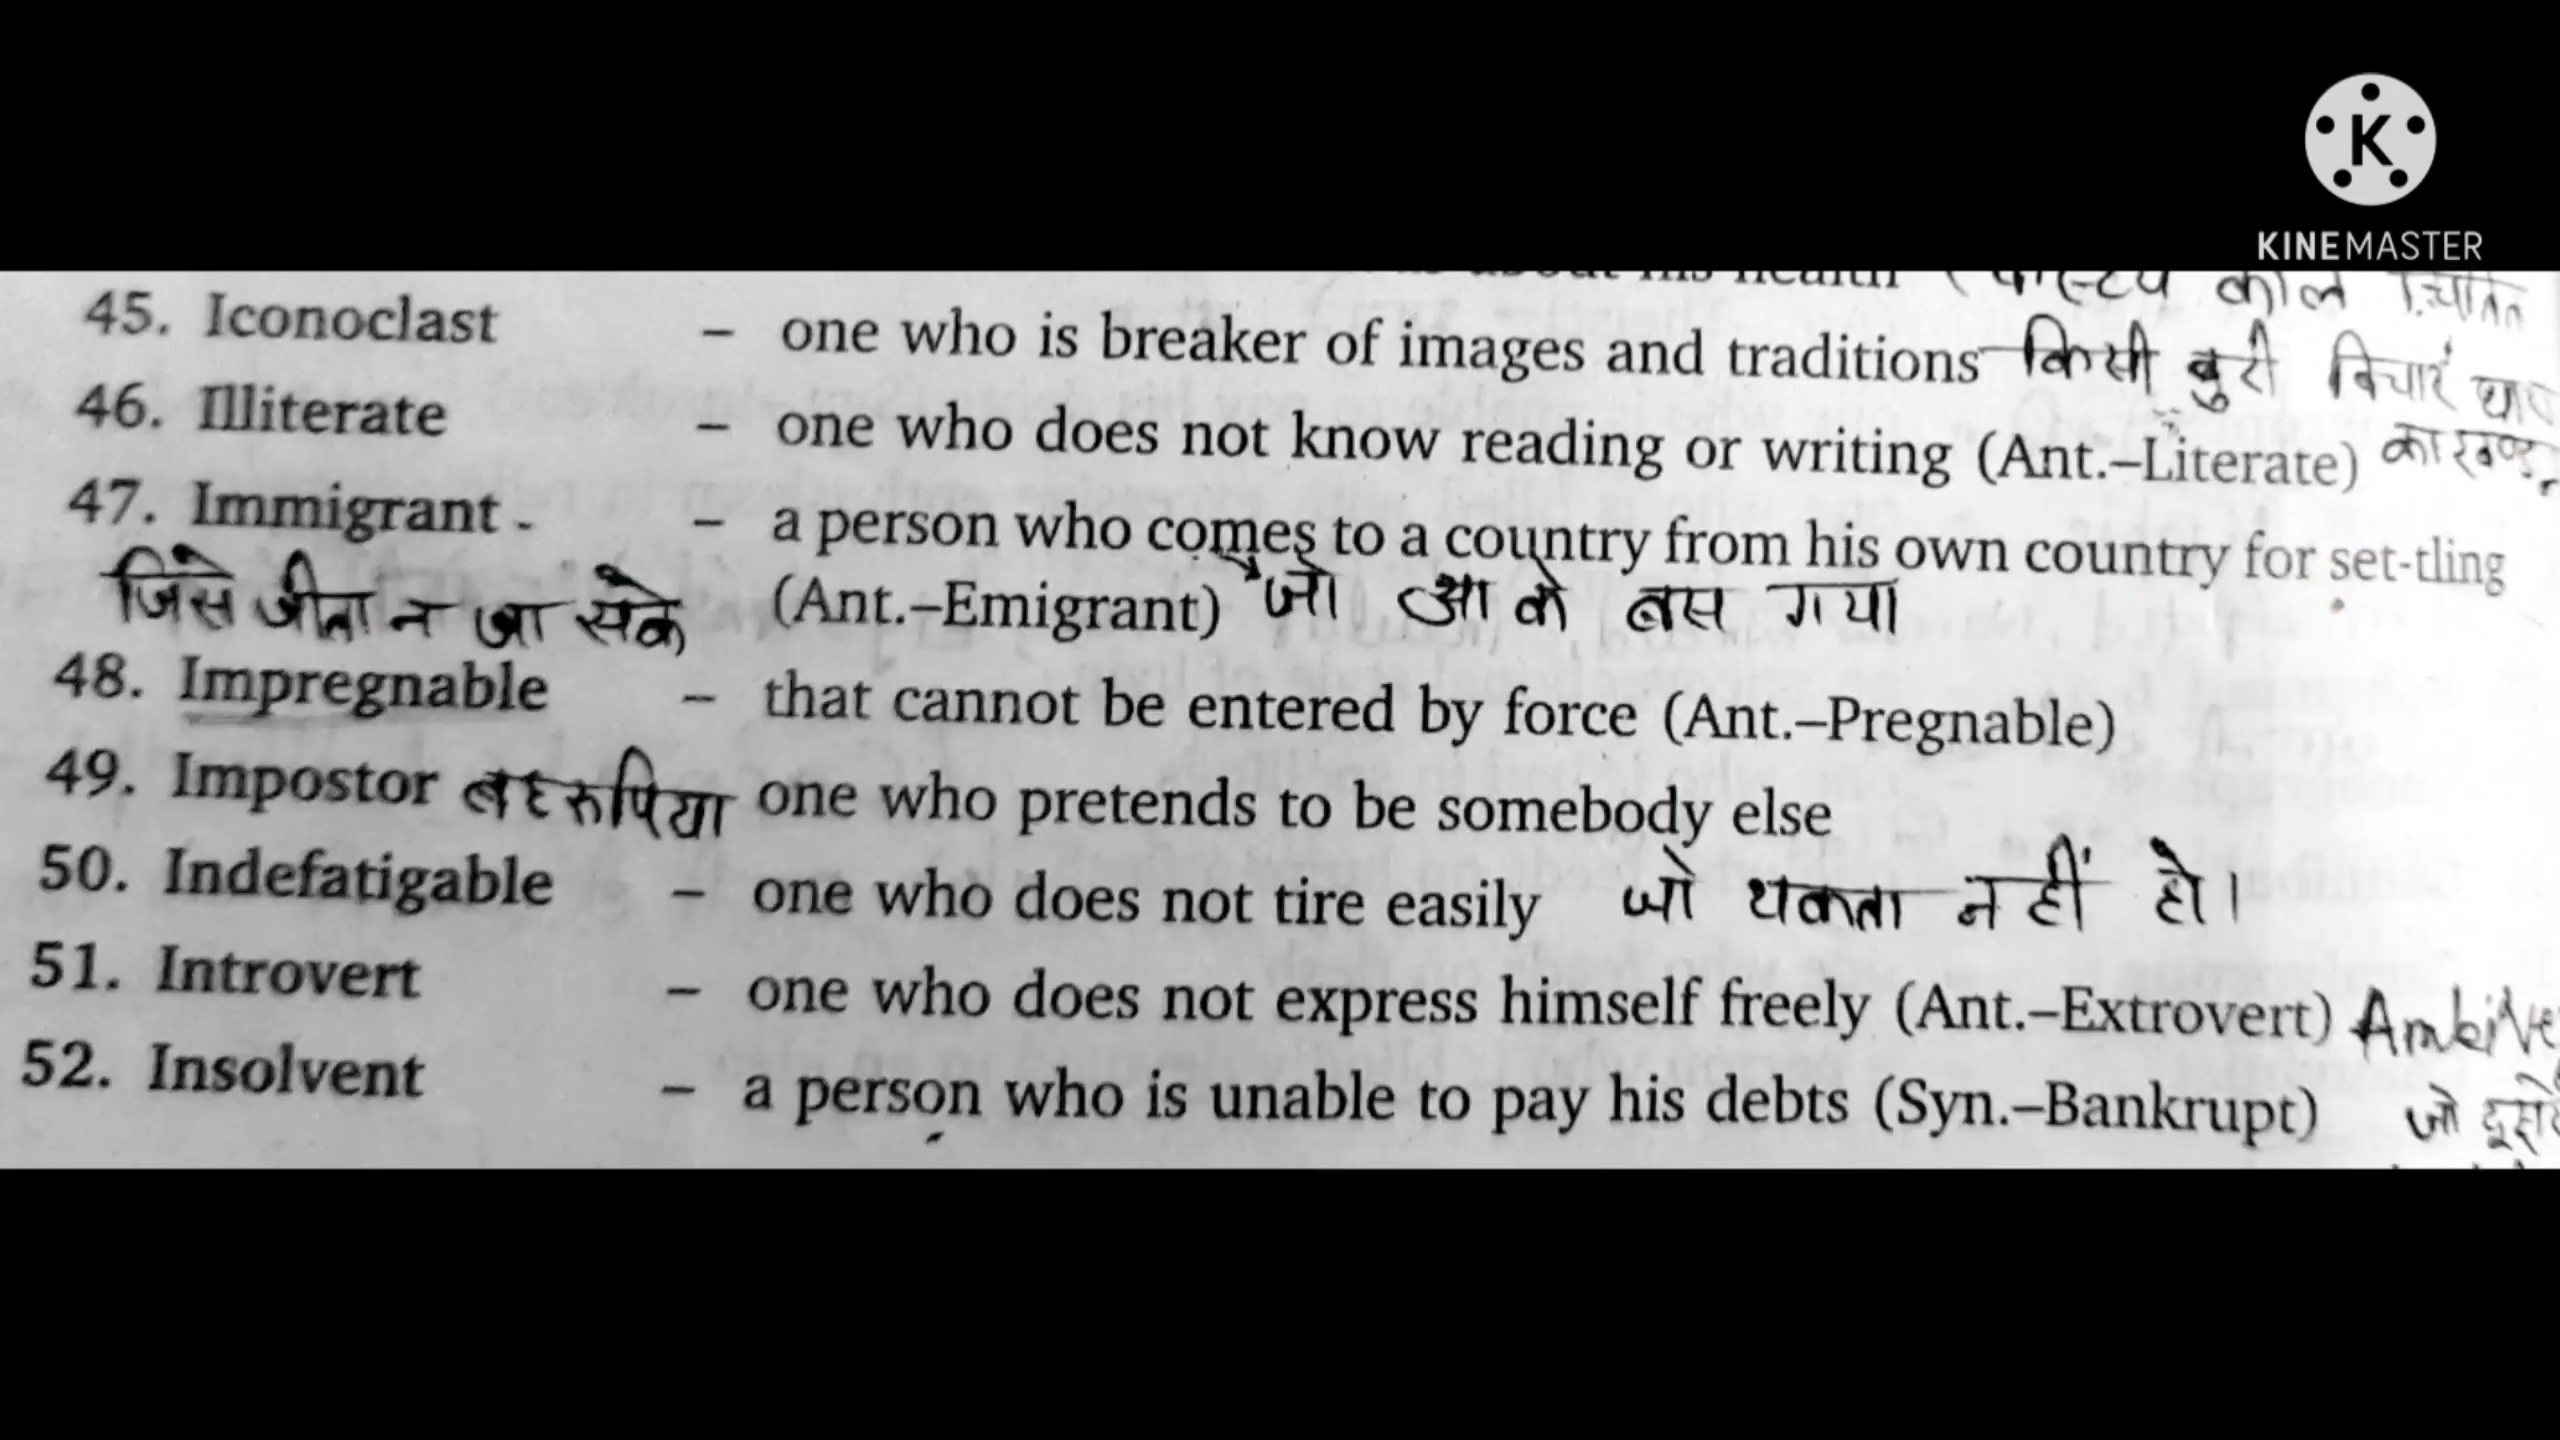 K
KINEMASTER
about his health (
45. Iconoclast – one who is breaker of images and traditions किसी बुरी विचार
46. Illiterate – one who does not know reading or writing (Ant.–Literate)
47. Immigrant - – a person who comes to a country from his own country for set-tling
जिसे जीता न जा सके (Ant.–Emigrant) जो आ के बस गया
48. Impregnable – that cannot be entered by force (Ant.–Pregnable)
49. Impostor बहरुपिया one who pretends to be somebody else
50. Indefatigable – one who does not tire easily जो थकता नहीं हो।
51. Introvert – one who does not express himself freely (Ant.–Extrovert)
52. Insolvent – a person who is unable to pay his debts (Syn.–Bankrupt) जो